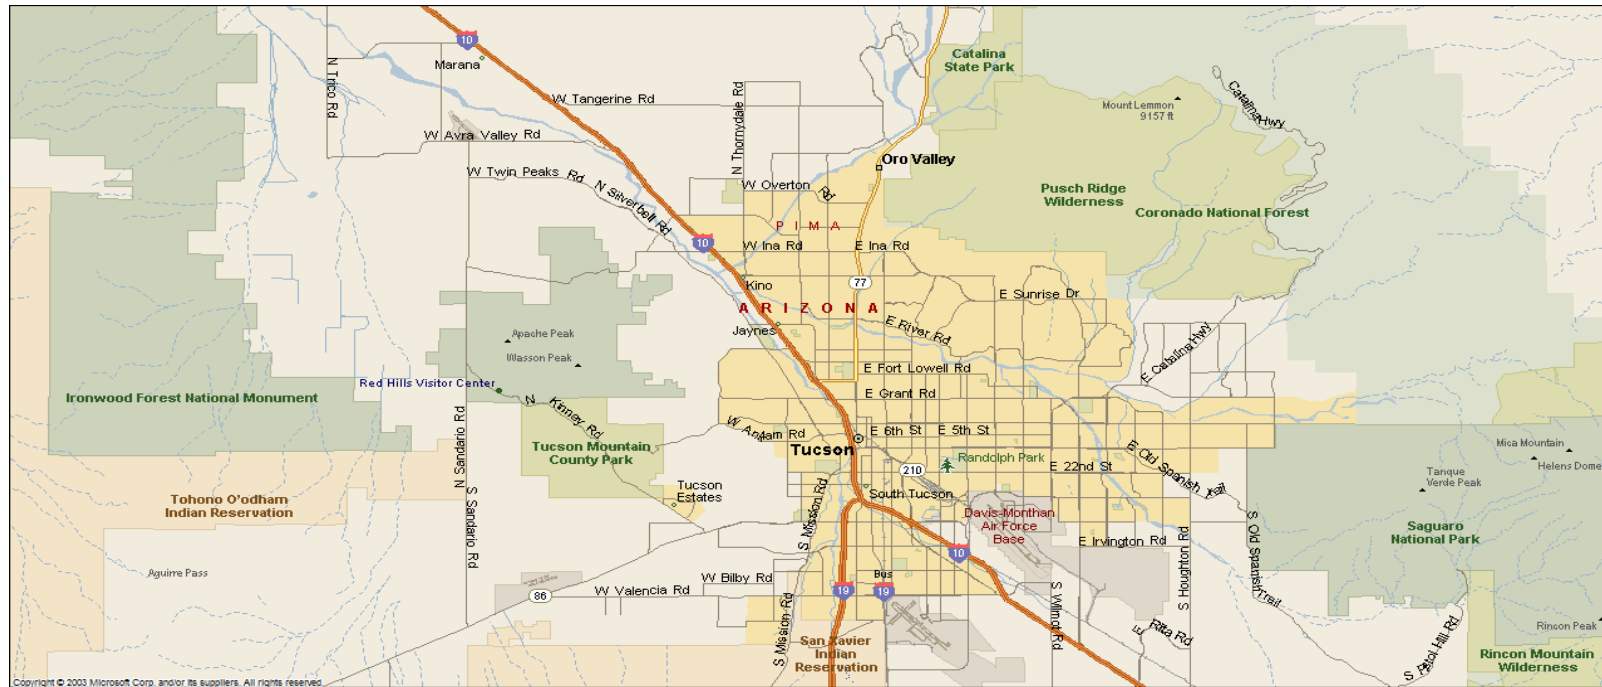 10
Marana
N Trico Rd
W Tangerine Rd
W Avra Valley Rd
W Twin Peaks Rd
N Silverbell Rd
N Thornydale Rd
Catalina
State Park
Oro Valley
W Overton Rd
Mount Lemmon
9157 ft
Catalina Hwy
Pusch Ridge
Wilderness
Coronado National Forest
PIMA
10
W Ina Rd
E Ina Rd
Kino
77
E Sunrise Dr
ARIZONA
Jaynes
E River Rd
E Catalina Hwy
Apache Peak
Wasson Peak
Red Hills Visitor Center
E Fort Lowell Rd
E Grant Rd
Ironwood Forest National Monument
N Kinney Rd
N Sandario Rd
Tucson Mountain
County Park
E 6th St
E 5th St
Tucson
Randolph Park
210
E 22nd St
E Old Spanish Trail
Mica Mountain
Helens Dome
Tanque
Verde Peak
Tohono O'odham
Indian Reservation
Tucson
Estates
South Tucson
S Sandario Rd
S Mission Rd
Davis-Monthan
Air Force
Base
E Irvington Rd
S Houghton Rd
S Old Spanish Trail
Saguaro
National Park
10
Aguirre Pass
W Bilby Rd
W Valencia Rd
86
19
Bus
19
S Wilmot Rd
S Mission Rd
E Rita Rd
San Xavier
Indian
Reservation
Rincon Peak
Rincon Mountain
Wilderness
Copyright © 2003 Microsoft Corp. and/or its suppliers. All rights reserved.